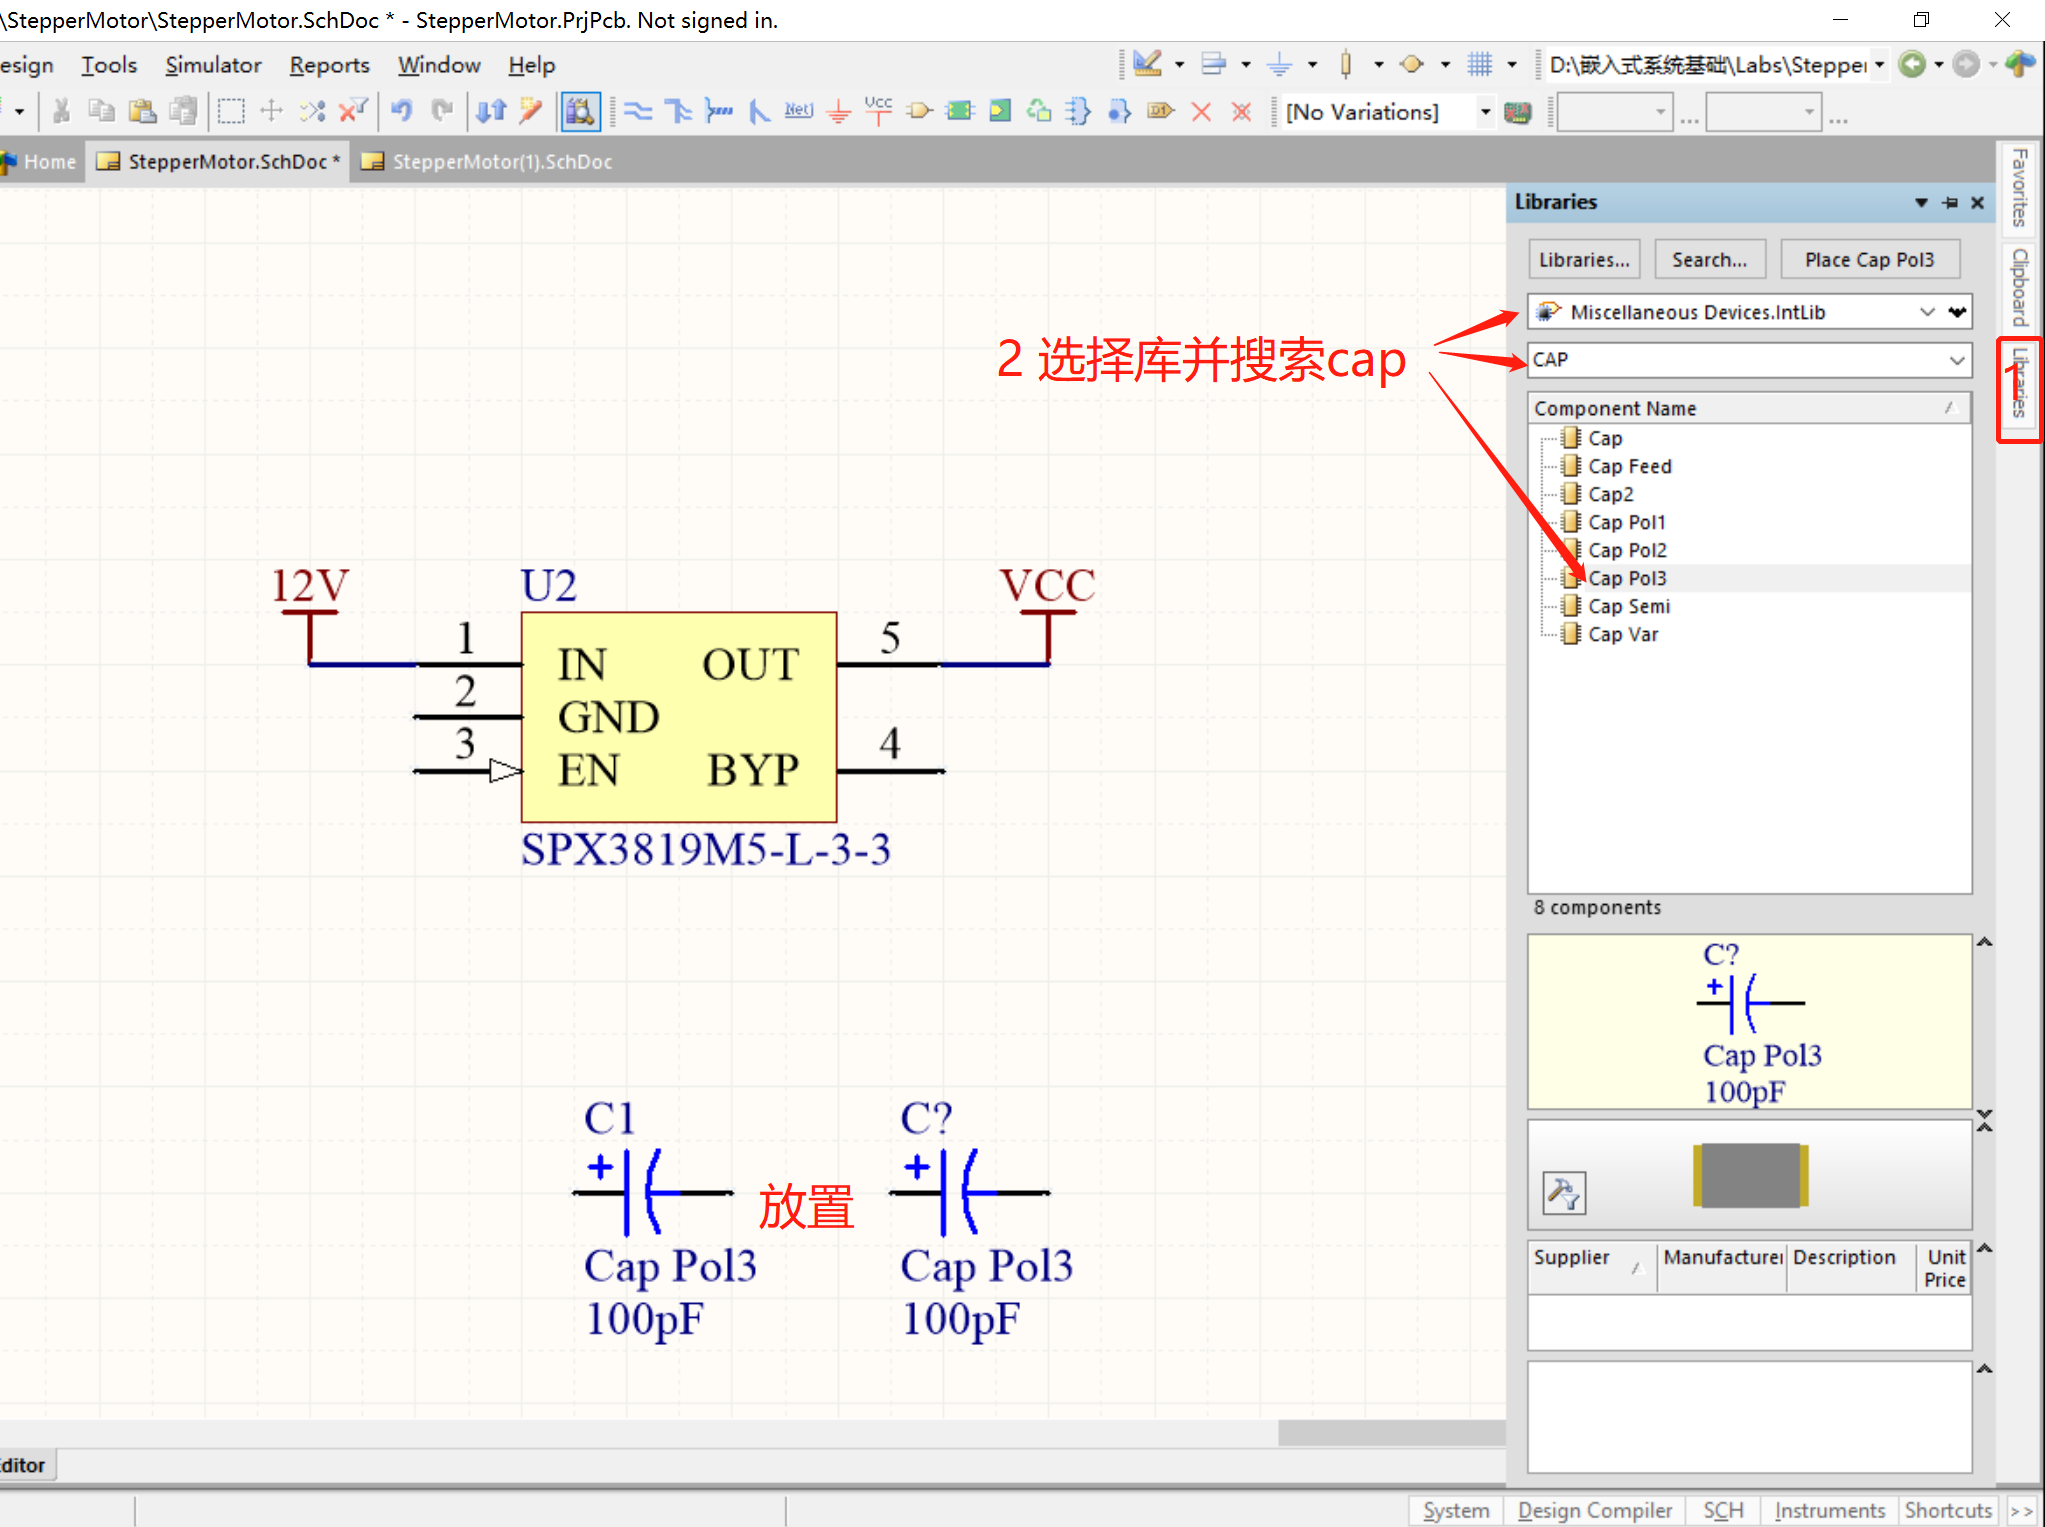 \StepperMotor\StepperMotor.SchDoc * - StepperMotor.PrjPcb. Not signed in.
esign Tools Simulator Reports Window Help
D:\嵌入式系统基础\Labs\Stepper
Net1 Vcc D1 [No Variations] ... ...
Home StepperMotor.SchDoc * StepperMotor(1).SchDoc
Favorites
Clipboard
Libraries
1
Libraries
Libraries... Search... Place Cap Pol3
Miscellaneous Devices.IntLib
2 选择库并搜索cap
CAP
Component Name
Cap
Cap Feed
Cap2
Cap Pol1
Cap Pol2
Cap Pol3
Cap Semi
Cap Var
8 components
12V U2 VCC
1 IN OUT 5
2 GND
3 EN BYP 4
SPX3819M5-L-3-3
C?
+
Cap Pol3
100pF
C1 C?
+ 放置 +
Cap Pol3 Cap Pol3
100pF 100pF
Supplier Manufacturer Description Unit
Price
Editor
System Design Compiler SCH Instruments Shortcuts >>